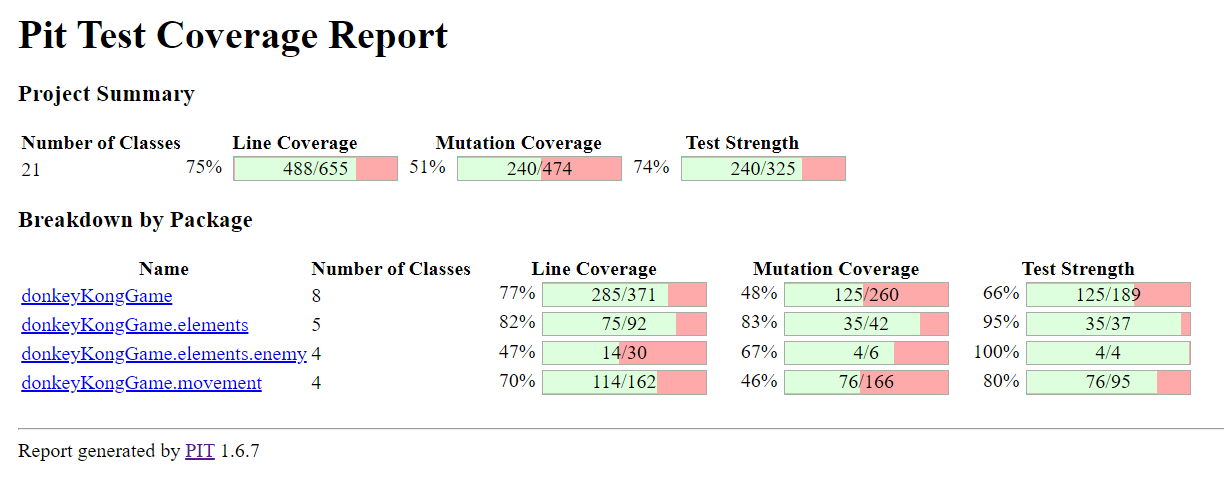 Pit Test Coverage Report
Project Summary
Number of Classes Line Coverage Mutation Coverage Test Strength
21 75% 488/655 51% 240/474 74% 240/325
Breakdown by Package
Name Number of Classes Line Coverage Mutation Coverage Test Strength
donkeyKongGame 8 77% 285/371 48% 125/260 66% 125/189
donkeyKongGame.elements 5 82% 75/92 83% 35/42 95% 35/37
donkeyKongGame.elements.enemy 4 47% 14/30 67% 4/6 100% 4/4
donkeyKongGame.movement 4 70% 114/162 46% 76/166 80% 76/95
Report generated by PIT 1.6.7